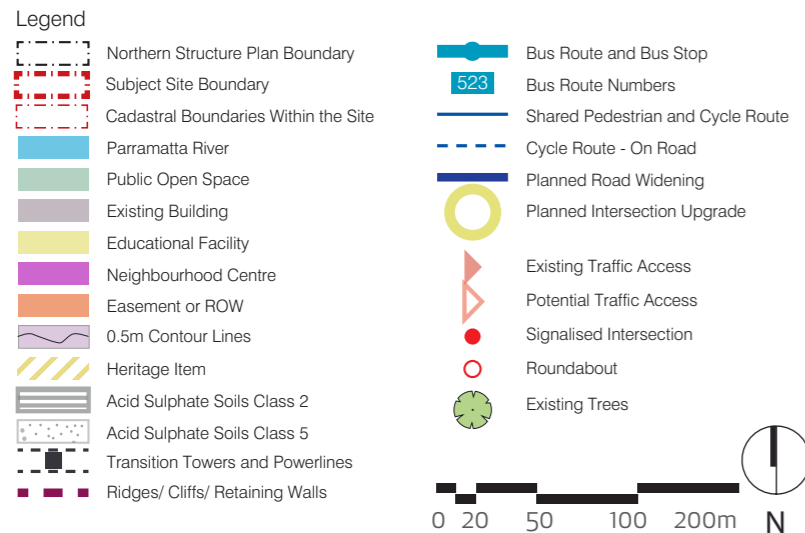 Legend
Northern Structure Plan Boundary
Subject Site Boundary
Cadastral Boundaries Within the Site
Parramatta River
Public Open Space
Existing Building
Educational Facility
Neighbourhood Centre
Easement or ROW
0.5m Contour Lines
Heritage Item
Acid Sulphate Soils Class 2
Acid Sulphate Soils Class 5
Transition Towers and Powerlines
Ridges/ Cliffs/ Retaining Walls
Bus Route and Bus Stop
523 Bus Route Numbers
Shared Pedestrian and Cycle Route
Cycle Route - On Road
Planned Road Widening
Planned Intersection Upgrade
Existing Traffic Access
Potential Traffic Access
Signalised Intersection
Roundabout
Existing Trees
0 20 50 100 200m N